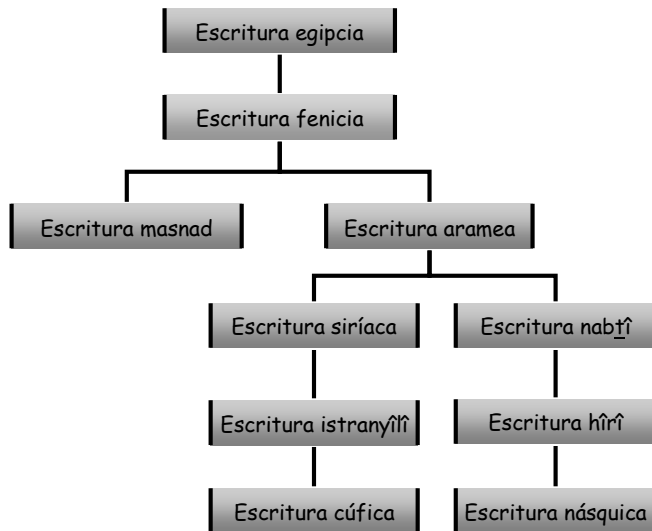 Escritura egipcia
Escritura fenicia
Escritura masnad
Escritura aramea
Escritura siríaca
Escritura nabṯî
Escritura istranyîlî
Escritura hîrî
Escritura cúfica
Escritura násquica